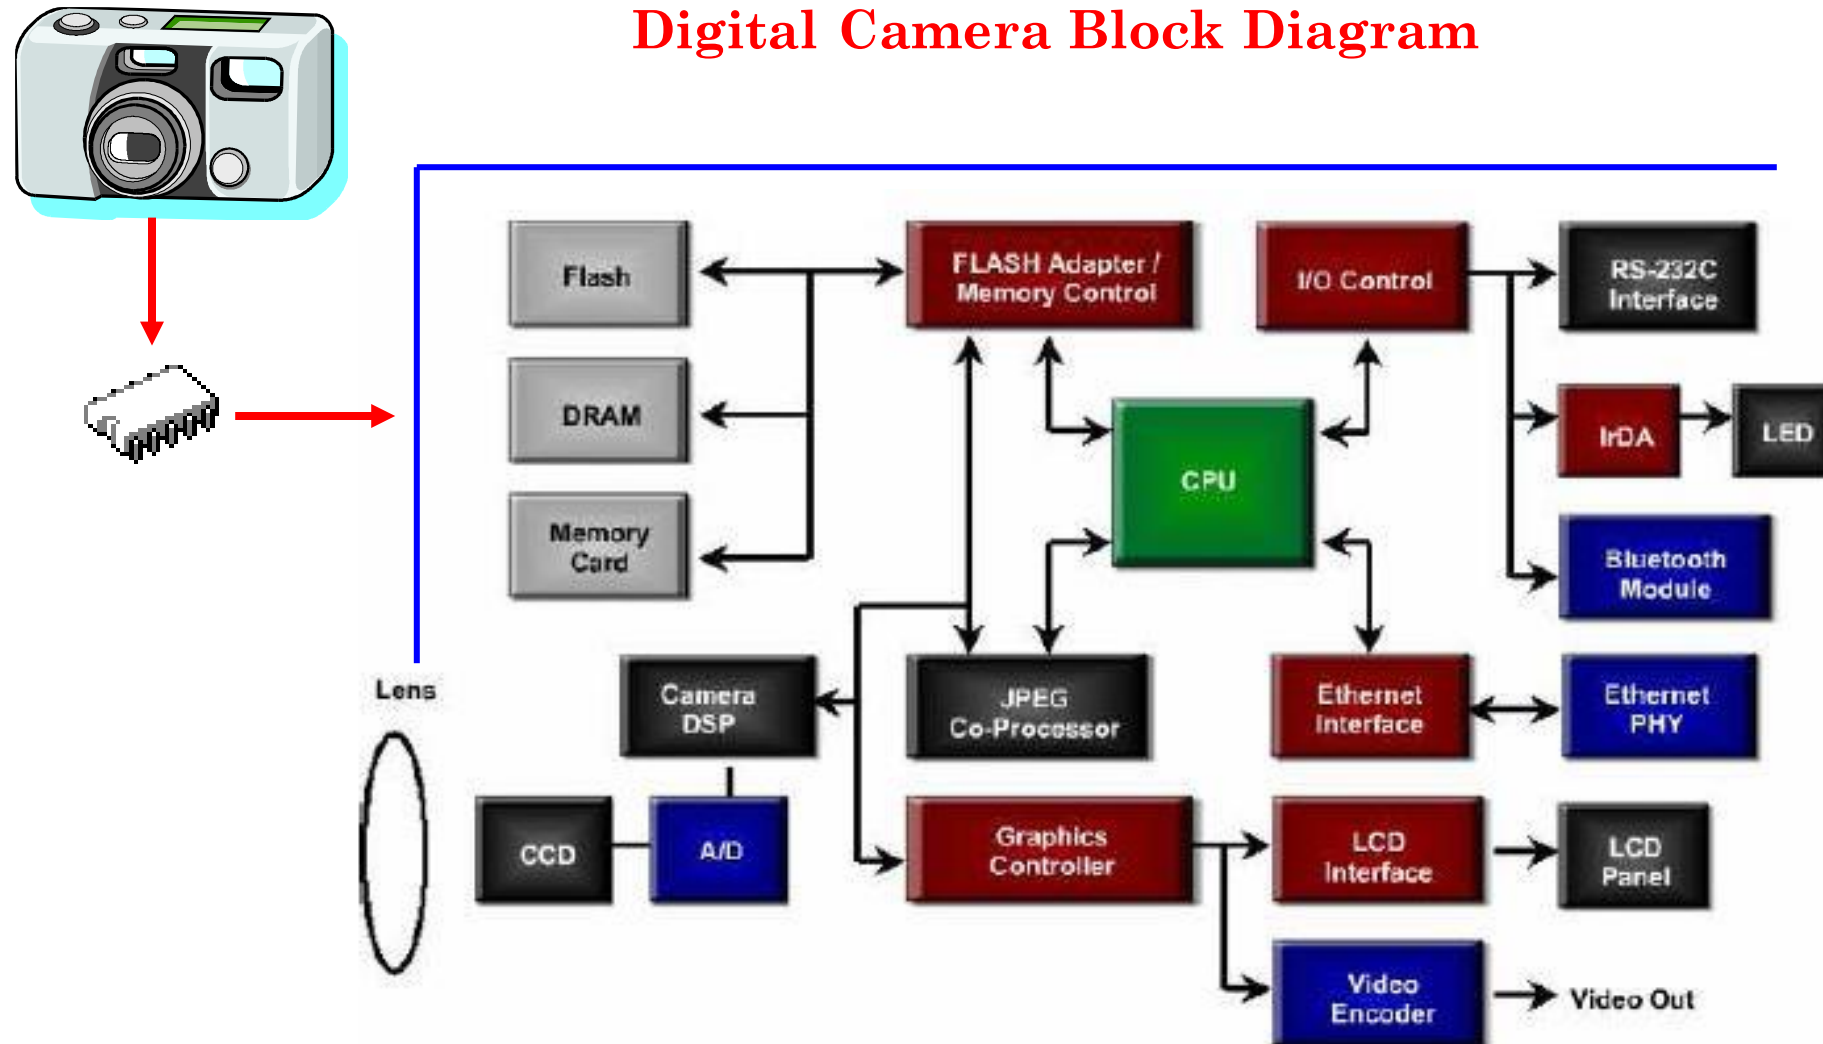 Digital Camera Block Diagram
Flash
FLASH Adapter /
Memory Control
I/O Control
RS-232C
Interface
DRAM
CPU
IrDA
LED
Memory
Card
Bluetooth
Module
Lens
Camera
DSP
JPEG
Co-Processor
Ethernet
Interface
Ethernet
PHY
CCD
A/D
Graphics
Controller
LCD
Interface
LCD
Panel
Video
Encoder
Video Out